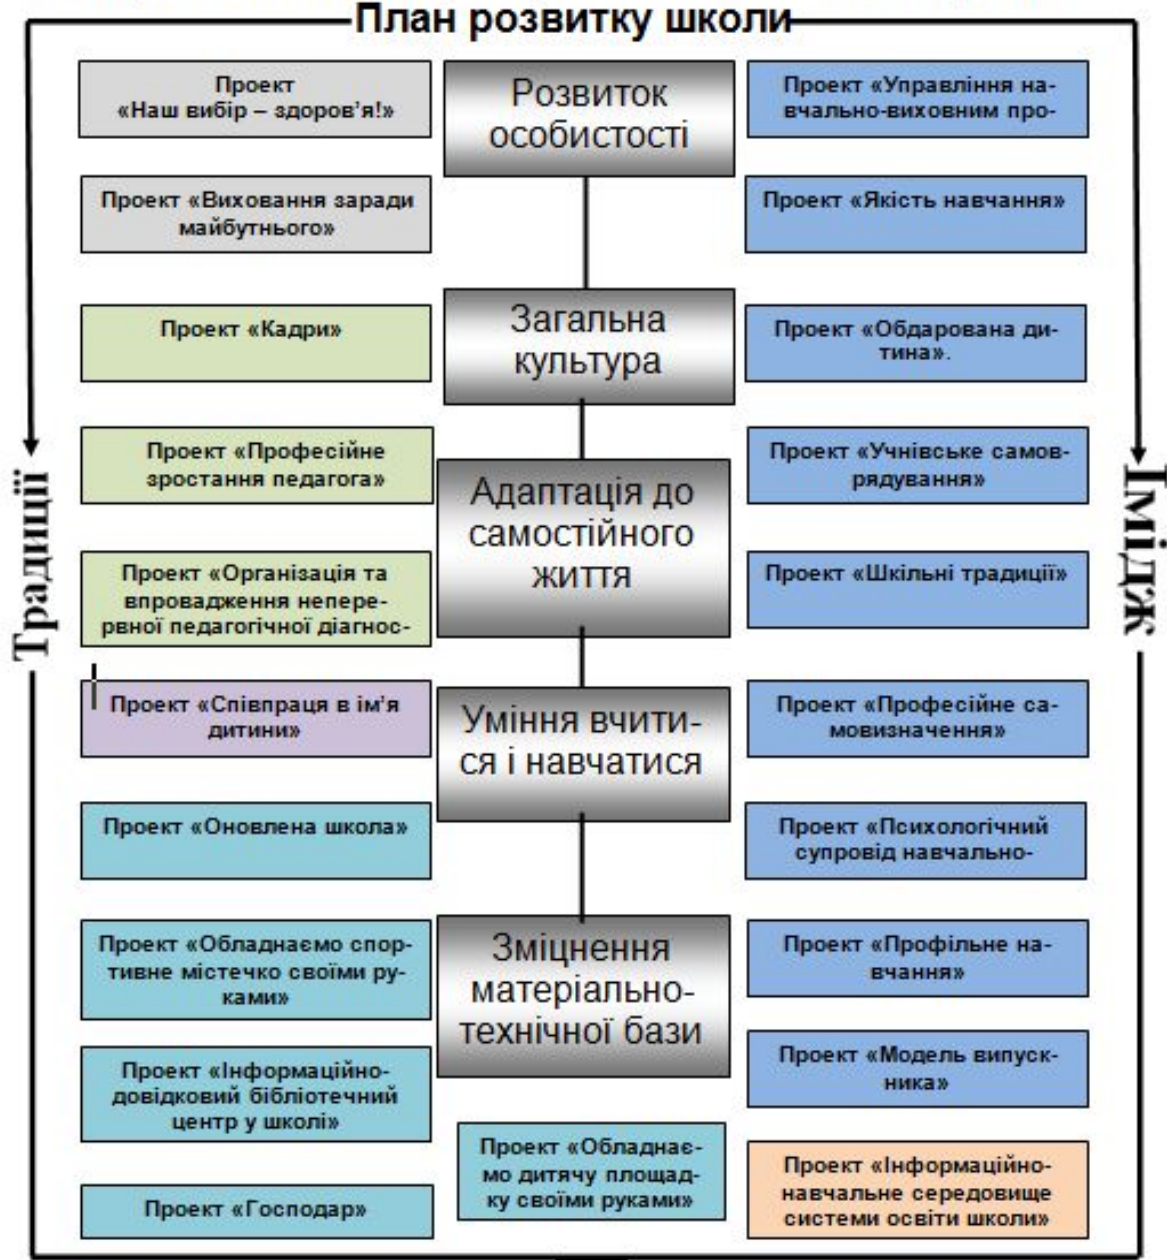 План розвитку школи
Проект
«Наш вибір – здоров’я!»
Проект «Виховання заради
майбутнього»
Проект «Кадри»
Проект «Професійне
зростання педагога»
Проект «Організація та
впровадження непере-
рвної педагогічної діагнос-
Проект «Співпраця в ім’я
дитини»
Проект «Оновлена школа»
Проект «Обладнаємо спор-
тивне містечко своїми ру-
ками»
Проект «Інформаційно-
довідковий бібліотечний
центр у школі»
Проект «Господар»
Розвиток
особистості
Загальна
культура
Адаптація до
самостійного
життя
Уміння вчити-
ся і навчатися
Зміцнення
матеріально-
технічної бази
Проект «Обладнає-
мо дитячу площад-
ку своїми руками»
Проект «Управління на-
вчально-виховним про-
Проект «Якість навчання»
Проект «Обдарована ди-
тина».
Проект «Учнівське самов-
рядування»
Проект «Шкільні традиції»
Проект «Професійне са-
мовизначення»
Проект «Психологічний
супровід навчально-
Проект «Профільне на-
вчання»
Проект «Модель випуск-
ника»
Проект «Інформаційно-
навчальне середовище
системи освіти школи»
Традиції
Імідж